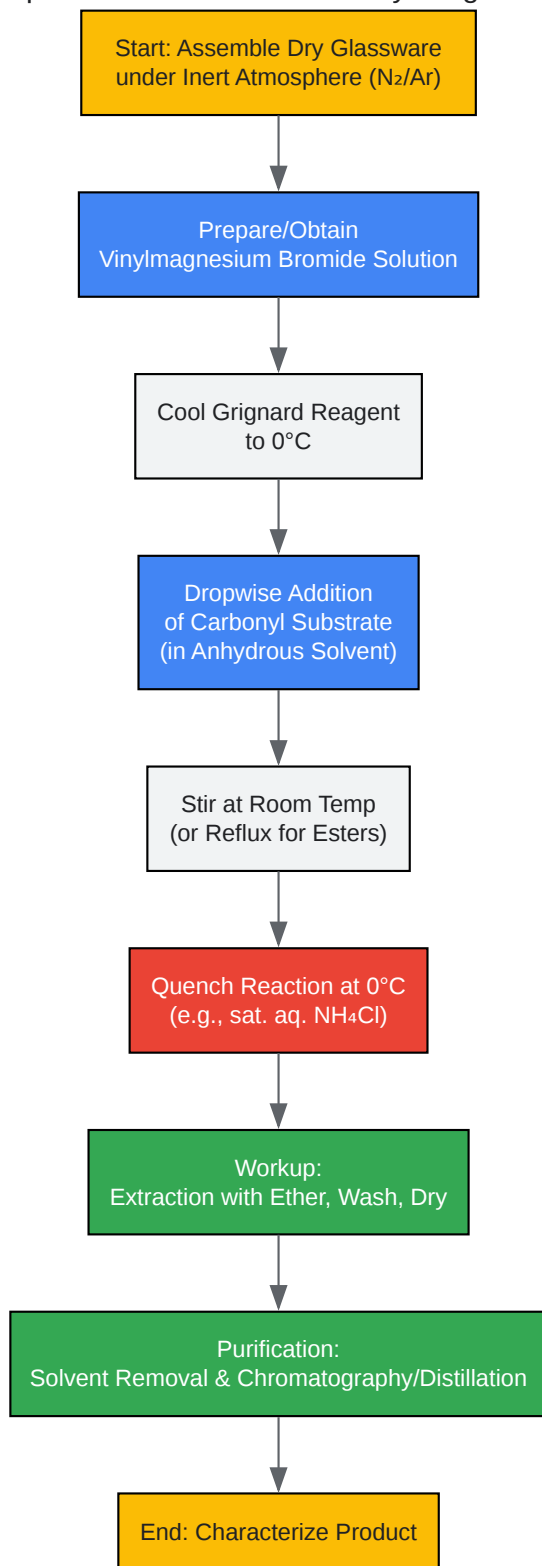 Start: Assemble Dry Glassware
under Inert Atmosphere (N₂/Ar)
Prepare/Obtain
Vinylmagnesium Bromide Solution
Cool Grignard Reagent
to 0°C
Dropwise Addition
of Carbonyl Substrate
(in Anhydrous Solvent)
Stir at Room Temp
(or Reflux for Esters)
Quench Reaction at 0°C
(e.g., sat. aq. NH₄Cl)
Workup:
Extraction with Ether, Wash, Dry
Purification:
Solvent Removal & Chromatography/Distillation
End: Characterize Product